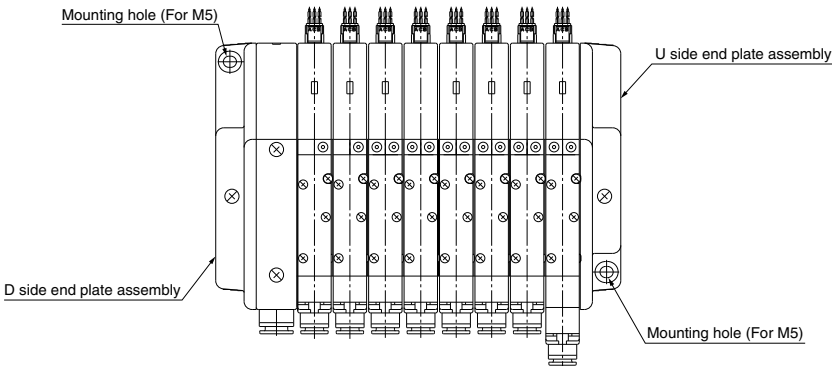 Mounting hole (For M5)
U side end plate assembly
D side end plate assembly
Mounting hole (For M5)